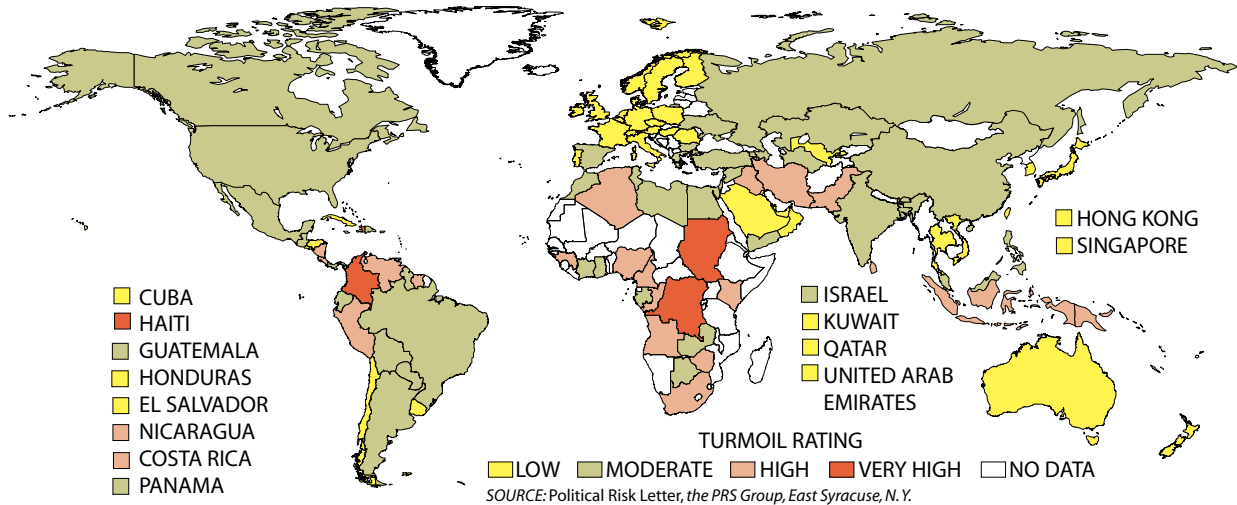 HONG KONG
SINGAPORE
CUBA
HAITI
GUATEMALA
HONDURAS
EL SALVADOR
NICARAGUA
COSTA RICA
PANAMA
ISRAEL
KUWAIT
QATAR
UNITED ARAB
EMIRATES
TURMOIL RATING
LOW MODERATE HIGH VERY HIGH NO DATA
SOURCE: Political Risk Letter, the PRS Group, East Syracuse, N. Y.